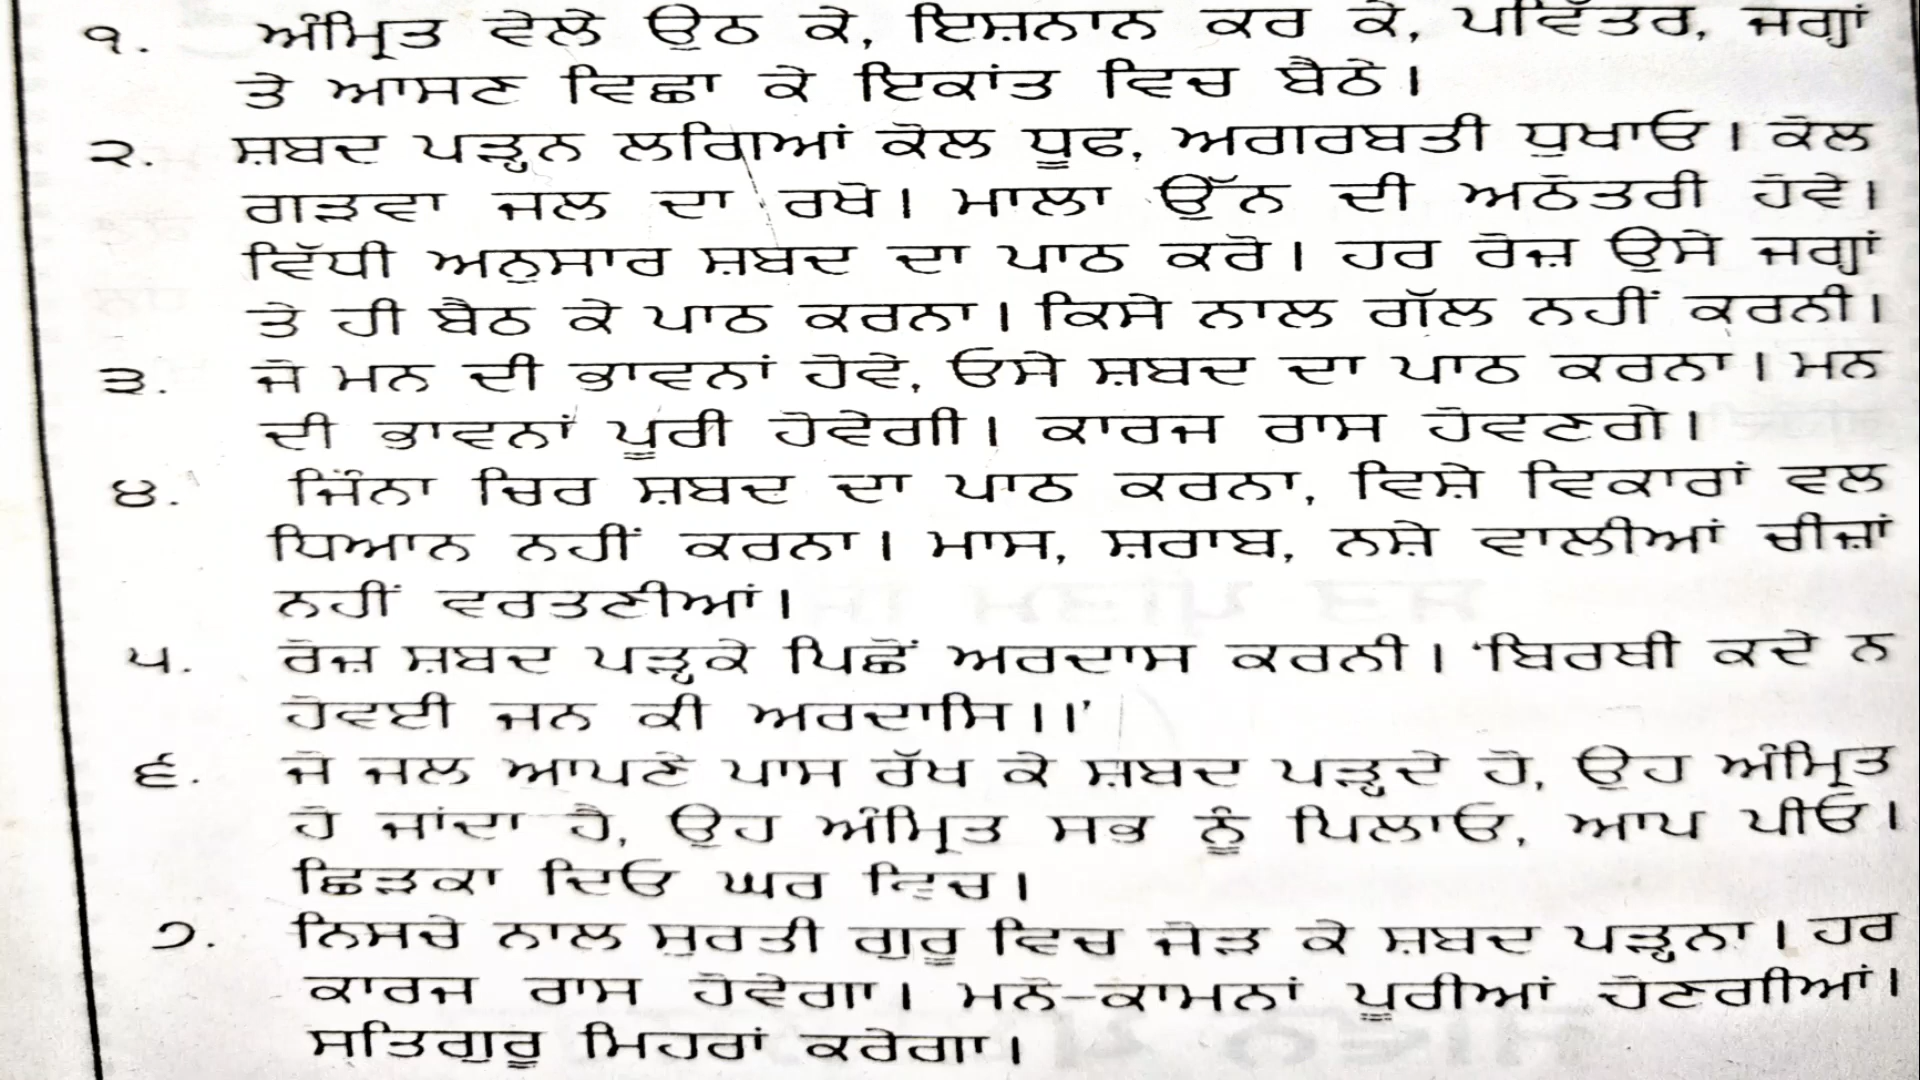 ੧. ਅੰਮ੍ਰਿਤ ਵੇਲੇ ਉਠ ਕੇ, ਇਸ਼ਨਾਨ ਕਰ ਕੇ, ਪਵਿੱਤਰ, ਜਗ੍ਹਾਂ
ਤੇ ਆਸਣ ਵਿਛਾ ਕੇ ਇਕਾਂਤ ਵਿਚ ਬੈਠੇ।
੨. ਸ਼ਬਦ ਪੜ੍ਹਨ ਲਗਿਆਂ ਕੋਲ ਧੂਫ, ਅਗਰਬਤੀ ਧੁਖਾਓ। ਕੋਲ
ਗੜਵਾ ਜਲ ਦਾ ਰਖੋ। ਮਾਲਾ ਉੱਨ ਦੀ ਅਠੋਤਰੀ ਹੋਵੇ।
ਵਿੱਧੀ ਅਨੁਸਾਰ ਸ਼ਬਦ ਦਾ ਪਾਠ ਕਰੋ। ਹਰ ਰੋਜ਼ ਉਸੇ ਜਗ੍ਹਾਂ
ਤੇ ਹੀ ਬੈਠ ਕੇ ਪਾਠ ਕਰਨਾ। ਕਿਸੇ ਨਾਲ ਗੱਲ ਨਹੀਂ ਕਰਨੀ।
੩. ਜੋ ਮਨ ਦੀ ਭਾਵਨਾਂ ਹੋਵੇ, ਓਸੇ ਸ਼ਬਦ ਦਾ ਪਾਠ ਕਰਨਾ। ਮਨ
ਦੀ ਭਾਵਨਾਂ ਪੂਰੀ ਹੋਵੇਗੀ। ਕਾਰਜ ਰਾਸ ਹੋਵਣਗੇ।
੪. ਜਿੰਨਾ ਚਿਰ ਸ਼ਬਦ ਦਾ ਪਾਠ ਕਰਨਾ, ਵਿਸ਼ੇ ਵਿਕਾਰਾਂ ਵਲ
ਧਿਆਨ ਨਹੀਂ ਕਰਨਾ। ਮਾਸ, ਸ਼ਰਾਬ, ਨਸ਼ੇ ਵਾਲੀਆਂ ਚੀਜ਼ਾਂ
ਨਹੀਂ ਵਰਤਣੀਆਂ।
੫. ਰੋਜ਼ ਸ਼ਬਦ ਪੜ੍ਹਕੇ ਪਿਛੋਂ ਅਰਦਾਸ ਕਰਨੀ। 'ਬਿਰਥੀ ਕਦੇ ਨ
ਹੋਵਈ ਜਨ ਕੀ ਅਰਦਾਸਿ।।'
੬. ਜੋ ਜਲ ਆਪਣੇ ਪਾਸ ਰੱਖ ਕੇ ਸ਼ਬਦ ਪੜ੍ਹਦੇ ਹੋ, ਉਹ ਅੰਮ੍ਰਿਤ
ਹੋ ਜਾਂਦਾ ਹੈ, ਉਹ ਅੰਮ੍ਰਿਤ ਸਭ ਨੂੰ ਪਿਲਾਓ, ਆਪ ਪੀਓ।
ਛਿੜਕਾ ਦਿਓ ਘਰ ਵਿਚ।
੭. ਨਿਸਚੇ ਨਾਲ ਸੁਰਤੀ ਗੁਰੂ ਵਿਚ ਜੋੜ ਕੇ ਸ਼ਬਦ ਪੜ੍ਹਨਾ। ਹਰ
ਕਾਰਜ ਰਾਸ ਹੋਵੇਗਾ। ਮਨੋ-ਕਾਮਨਾਂ ਪੂਰੀਆਂ ਹੋਣਗੀਆਂ।
ਸਤਿਗੁਰੂ ਮਿਹਰਾਂ ਕਰੇਗਾ।